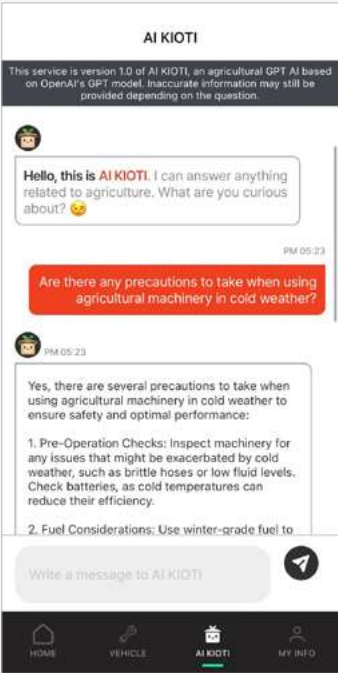 AI KIOTI
This service is version 1.0 of AI KIOTI, an agricultural GPT AI based
on OpenAI's GPT model. Inaccurate information may still be
provided depending on the question.
Hello, this is AI KIOTI. I can answer anything
related to agriculture. What are you curious
about? 😉
PM 05:23
Are there any precautions to take when using
agricultural machinery in cold weather?
PM 05:23
Yes, there are several precautions to take when
using agricultural machinery in cold weather to
ensure safety and optimal performance:
1. Pre-Operation Checks: Inspect machinery for
any issues that might be exacerbated by cold
weather, such as brittle hoses or low fluid levels.
Check batteries, as cold temperatures can
reduce their efficiency.
2. Fuel Considerations: Use winter-grade fuel to
Write a message to AI KIOTI
HOME VEHICLE AI KIOTI MY INFO